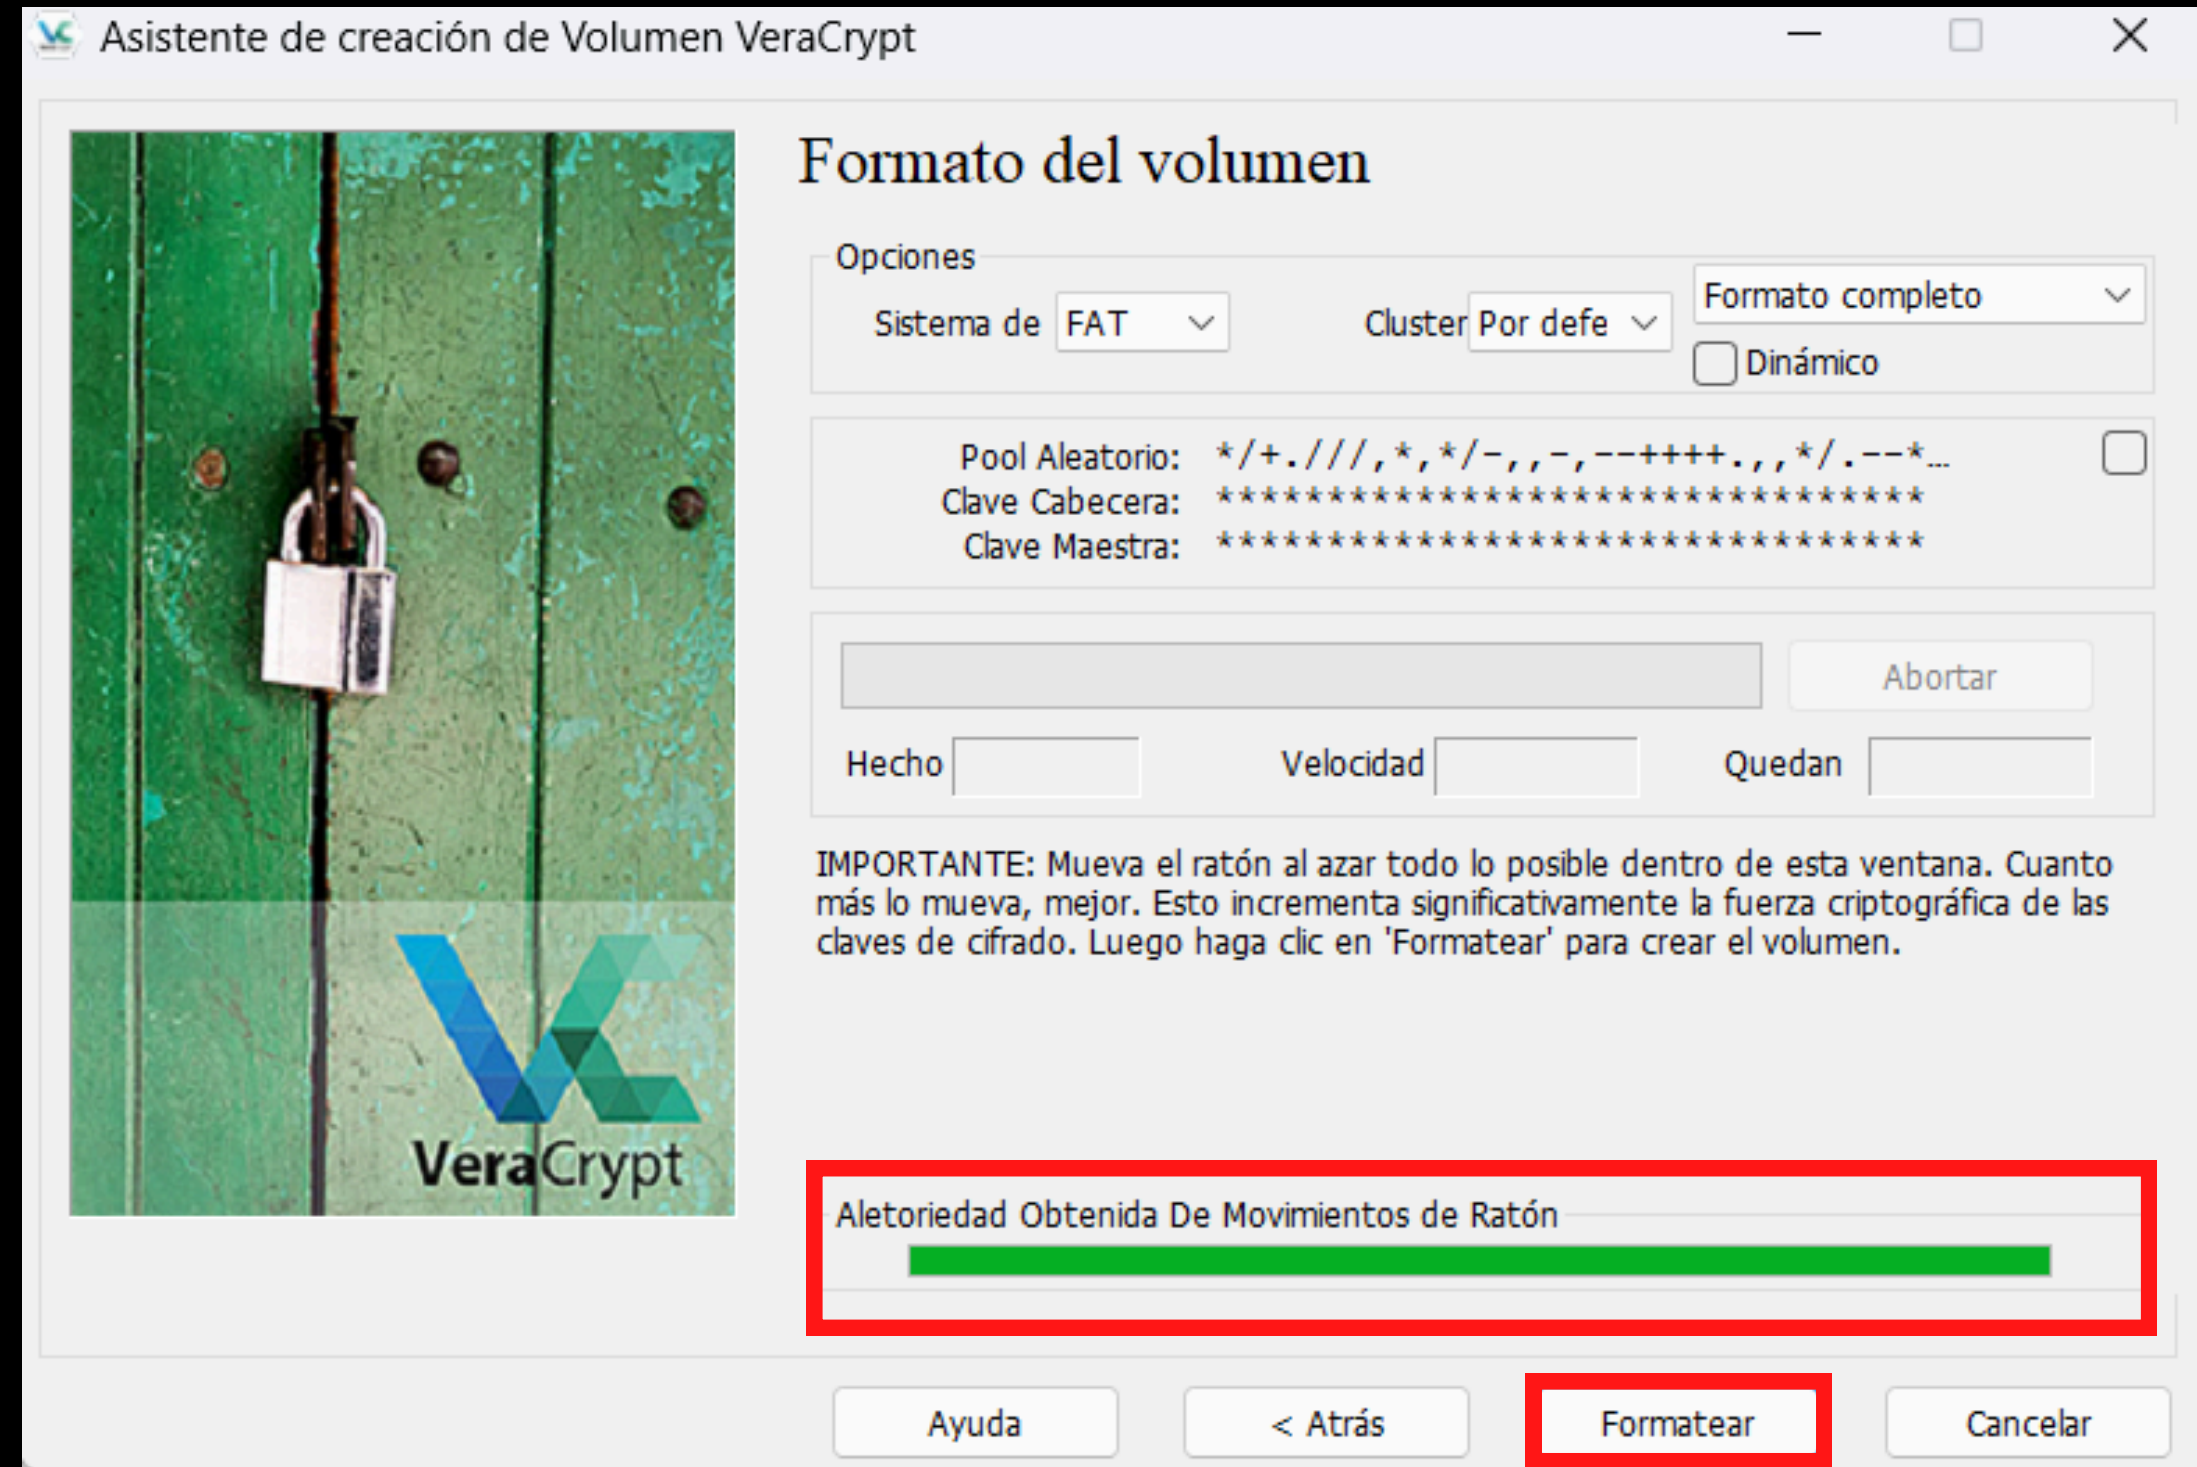 Asistente de creación de Volumen VeraCrypt
Formato del volumen
Opciones
Sistema de FAT Cluster Por defe Formato completo
Dinámico
Pool Aleatorio: */+.///,*,*/-,,-,--++++.,,*/.--*...
Clave Cabecera: ********************************
Clave Maestra: ********************************
Abortar
Hecho Velocidad Quedan
IMPORTANTE: Mueva el ratón al azar todo lo posible dentro de esta ventana. Cuanto
más lo mueva, mejor. Esto incrementa significativamente la fuerza criptográfica de las
claves de cifrado. Luego haga clic en 'Formatear' para crear el volumen.
VeraCrypt
Aletoriedad Obtenida De Movimientos de Ratón
Ayuda < Atrás Formatear Cancelar